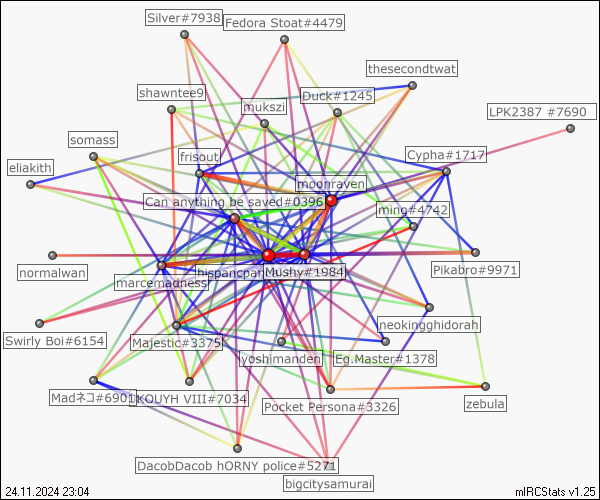 Silver#7938
Fedora Stoat#4479
thesecondtwat
shawntee9
Duck#1245
mukszi
LPK2387 #7690
somass
frisout
Cypha#1717
eliakith
moonraven
Can anything be saved#0396
ming#4742
normalwan
marcemadness
Mushy#1984
Pikabro#9971
neokingghidorah
Swirly Boi#6154
Majestic#3375
yoshimanden
Eg.Master#1378
Madネコ#6901
KOUYH VIII#7034
Pocket Persona#3326
zebula
DacobDacob hORNY police#5271
bigcitysamurai
24.11.2024 23:04
mIRCStats v1.25